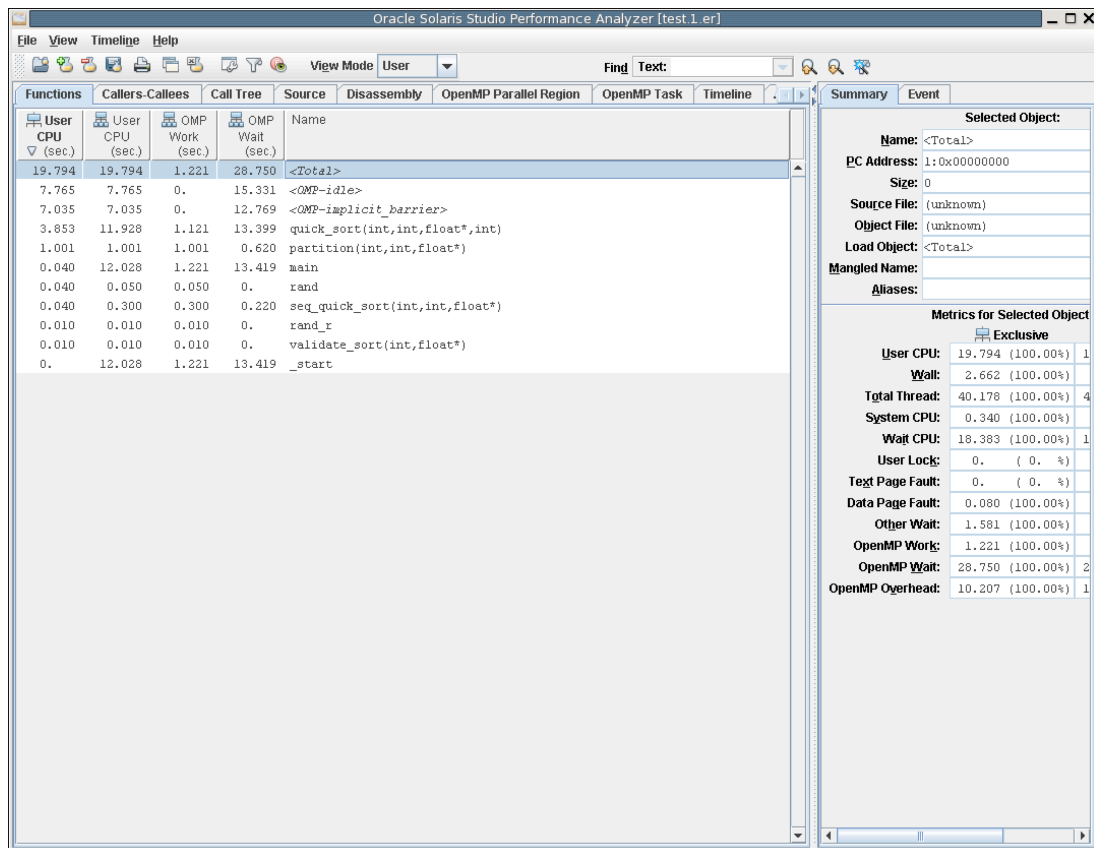 Oracle Solaris Studio Performance Analyzer [test.1.er]
File View Timeline Help
View Mode User Find Text:
Functions Callers-Callees Call Tree Source Disassembly OpenMP Parallel Region OpenMP Task Timeline
User CPU (sec.) User CPU (sec.) OMP Work (sec.) OMP Wait (sec.) Name
19.794 19.794 1.221 28.750 <Total>
7.765 7.765 0. 15.331 <OMP-idle>
7.035 7.035 0. 12.769 <OMP-implicit_barrier>
3.853 11.928 1.121 13.399 quick_sort(int,int,float*,int)
1.001 1.001 1.001 0.620 partition(int,int,float*)
0.040 12.028 1.221 13.419 main
0.040 0.050 0.050 0. rand
0.040 0.300 0.300 0.220 seq_quick_sort(int,int,float*)
0.010 0.010 0.010 0. rand_r
0.010 0.010 0.010 0. validate_sort(int,float*)
0. 12.028 1.221 13.419 _start
Summary Event
Selected Object:
Name: <Total>
PC Address: 1:0x00000000
Size: 0
Source File: (unknown)
Object File: (unknown)
Load Object: <Total>
Mangled Name:
Aliases:
Metrics for Selected Object
Exclusive
User CPU: 19.794 (100.00%) 1
Wall: 2.662 (100.00%)
Total Thread: 40.178 (100.00%) 4
System CPU: 0.340 (100.00%)
Wait CPU: 18.383 (100.00%) 1
User Lock: 0. ( 0. %)
Text Page Fault: 0. ( 0. %)
Data Page Fault: 0.080 (100.00%)
Other Wait: 1.581 (100.00%)
OpenMP Work: 1.221 (100.00%)
OpenMP Wait: 28.750 (100.00%) 2
OpenMP Overhead: 10.207 (100.00%) 1